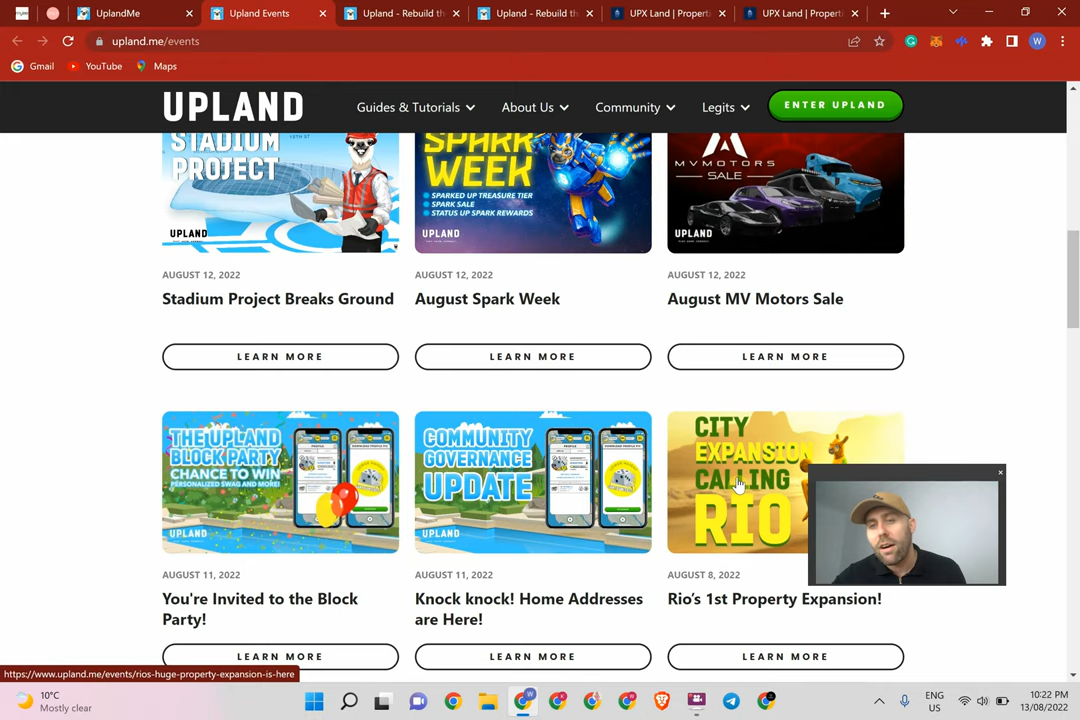 UplandMe
Upland Events
Upland - Rebuild th
Upland - Rebuild th
UPX Land | Properti
UPX Land | Properti
upland.me/events
W
Gmail
YouTube
Maps
UPLAND
Guides & Tutorials
About Us
Community
Legits
ENTER UPLAND
STADIUM
PROJECT
UPLAND
SPARK
WEEK
SPARKED UP TREASURE TIER
SPARK SALE
STATUS UP SPARK REWARDS
UPLAND
MVMOTORS
SALE
UPLAND
AUGUST 12, 2022
AUGUST 12, 2022
AUGUST 12, 2022
Stadium Project Breaks Ground
August Spark Week
August MV Motors Sale
LEARN MORE
LEARN MORE
LEARN MORE
THE UPLAND
BLOCK PARTY
CHANCE TO WIN
PERSONALIZED SWAG AND MORE!
UPLAND
COMMUNITY
GOVERNANCE
UPDATE
UPLAND
CITY
EXPANSION
CALLING
RIO
AUGUST 11, 2022
AUGUST 11, 2022
AUGUST 8, 2022
You're Invited to the Block
Party!
Knock knock! Home Addresses
are Here!
Rio's 1st Property Expansion!
LEARN MORE
LEARN MORE
LEARN MORE
https://www.upland.me/events/rios-huge-property-expansion-is-here
10°C
Mostly clear
ENG
US
10:22 PM
13/08/2022